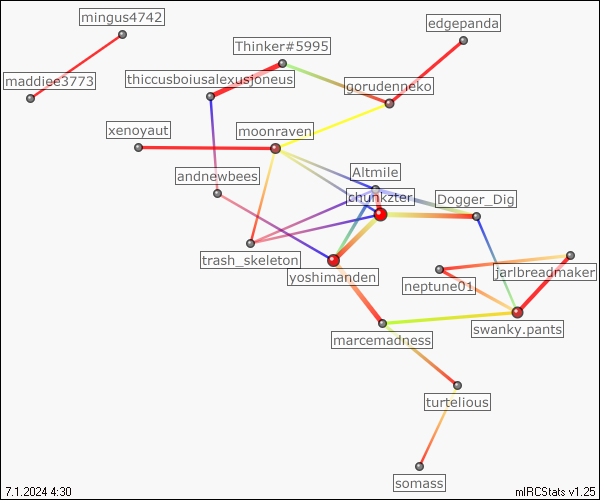 mingus4742
edgepanda
Thinker#5995
maddiee3773
thiccusboiusalexusjoneus
gorudenneko
xenoyaut
moonraven
andnewbees
Altmile
chunkzter
Dogger_Dig
trash_skeleton
yoshimanden
jarlbreadmaker
neptune01
swanky.pants
marcemadness
turtelious
somass
7.1.2024 4:30
mIRCStats v1.25